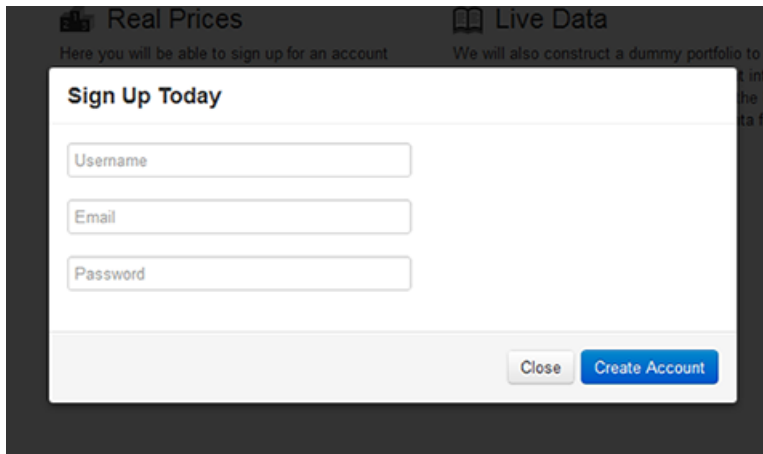 Real Prices
Live Data
Here you will be able to sign up for an account
We will also construct a dummy portfolio to
the
Sign Up Today
Username
Email
Password
Close
Create Account